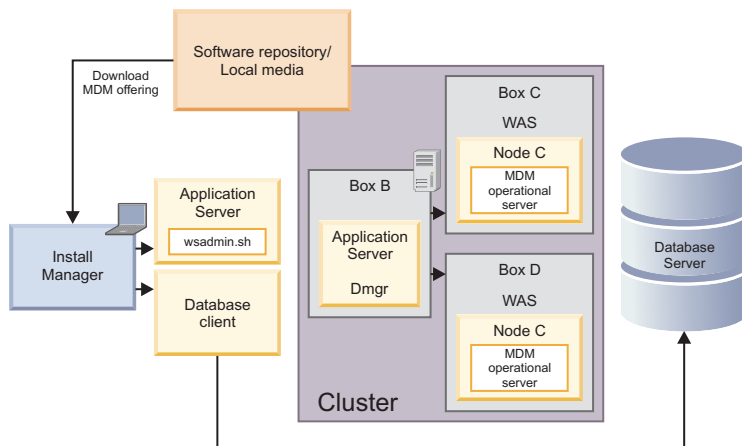 Software repository/
Local media
Download
MDM offering
Install
Manager
Application
Server
wsadmin.sh
Database
client
Box B
Application
Server
Dmgr
Box C
WAS
Node C
MDM
operational
server
Box D
WAS
Node C
MDM
operational
server
Cluster
Database
Server